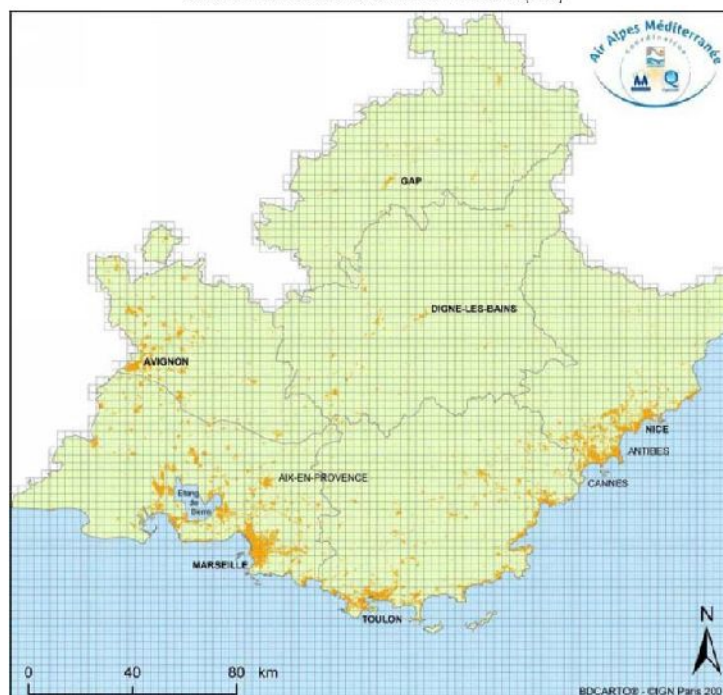 Air Alpes Méditerranée
coordination
GAP
DIGNE-LES-BAINS
AVIGNON
NICE
ANTIBES
AIX-EN-PROVENCE
CANNES
Etang
de
Berre
MARSEILLE
TOULON
N
0 40 80 km
BDCARTO® - ©IGN Paris